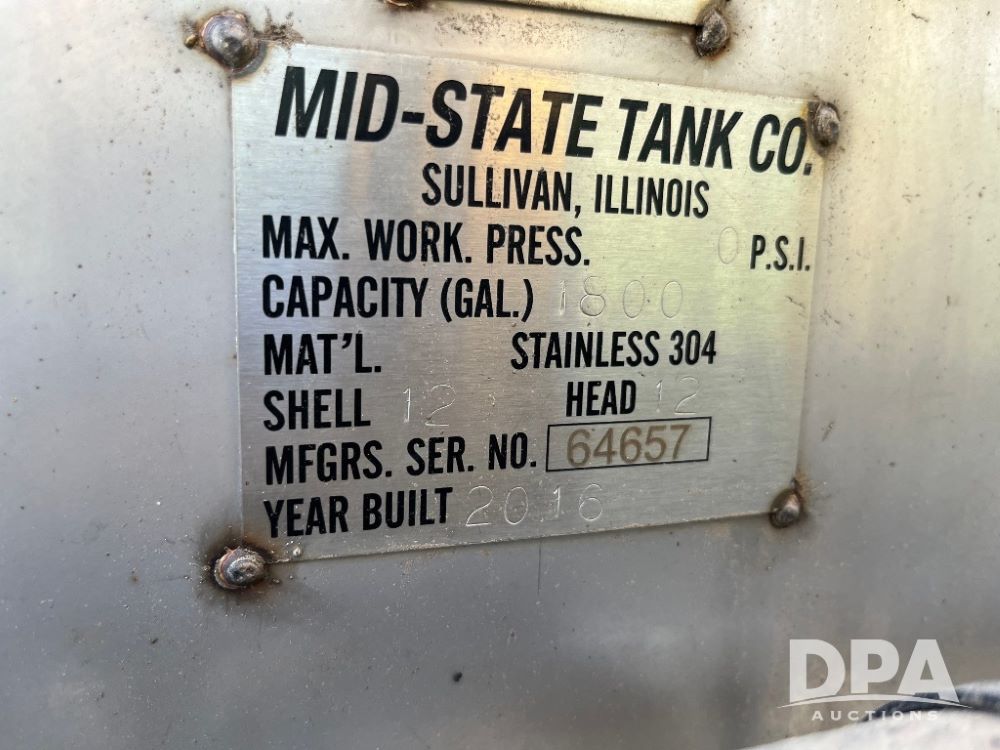 MID-STATE TANK CO.
SULLIVAN, ILLINOIS
MAX. WORK. PRESS. 0 P.S.I.
CAPACITY (GAL.) 1800
MAT'L. STAINLESS 304
SHELL 12 HEAD 12
MFGRS. SER. NO. 64657
YEAR BUILT 2016
DPA
AUCTIONS